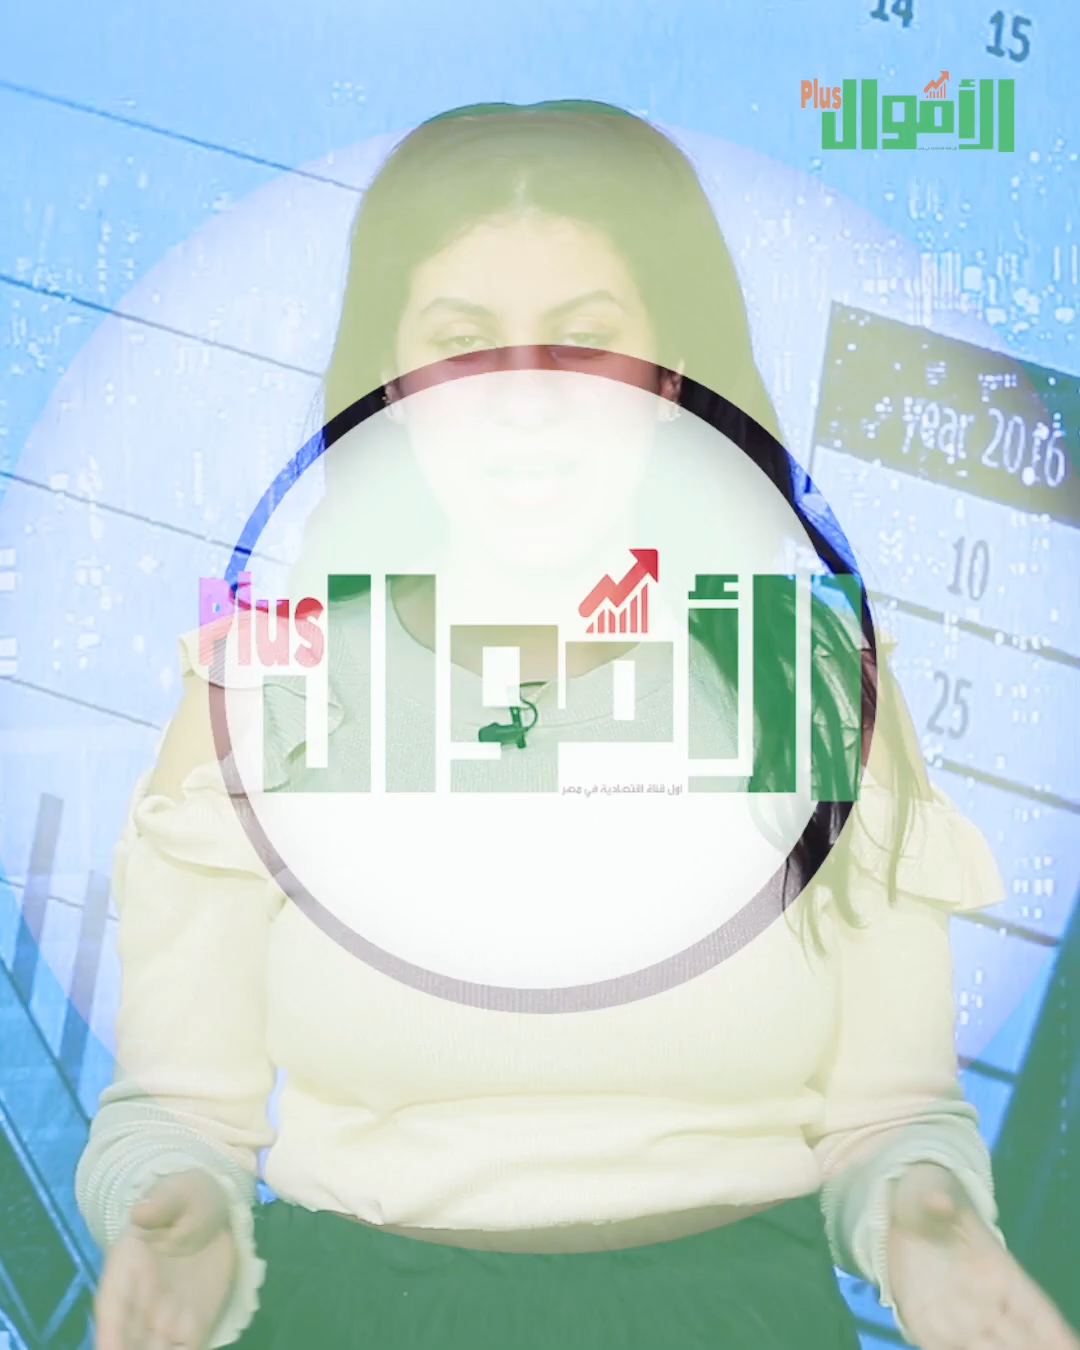 14
15
Plus الأموال
year 2016
10
Plus الأموال
اول قناة اقتصادية في مصر
25